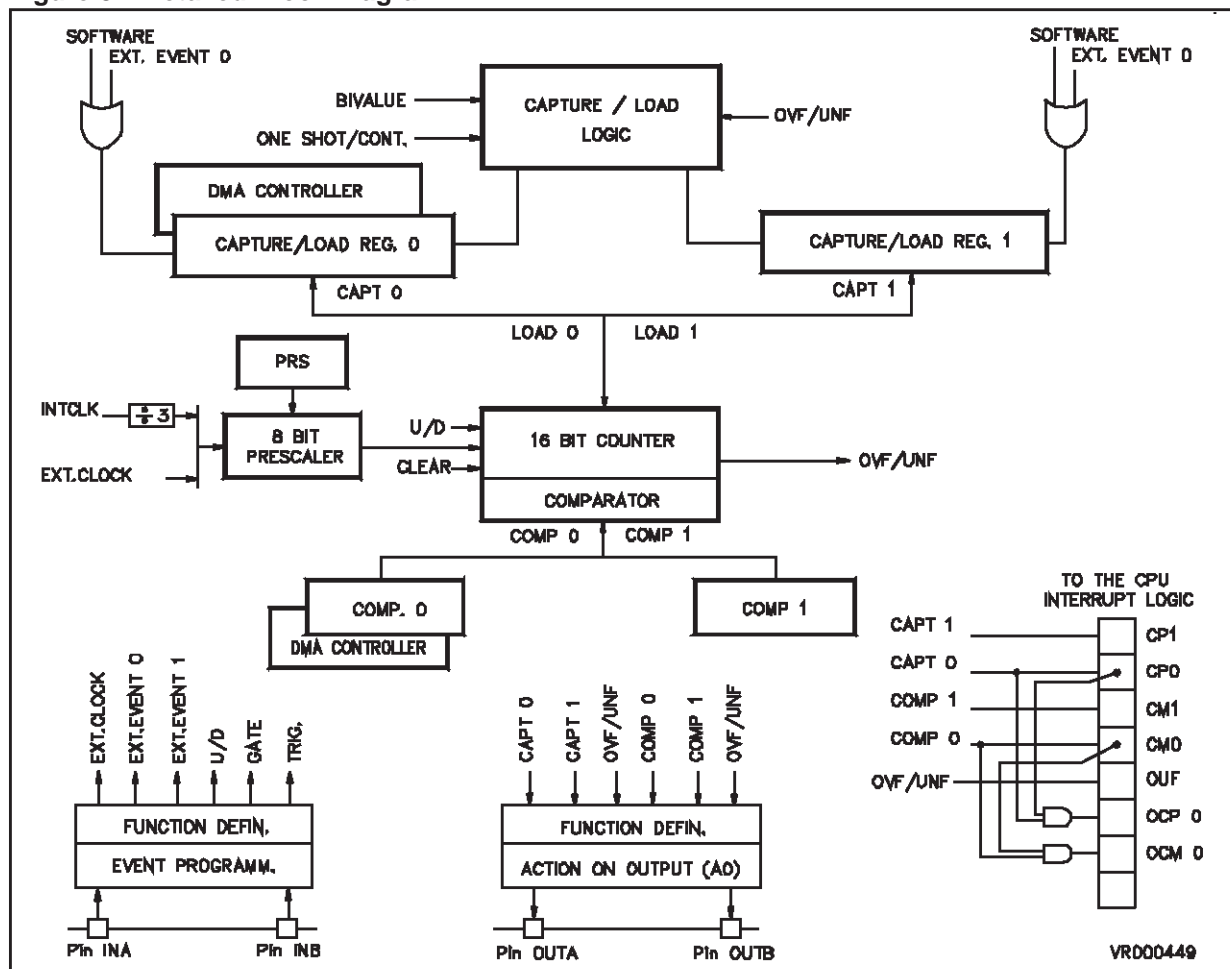 SOFTWARE
EXT. EVENT 0
BIVALUE
ONE SHOT/CONT.
CAPTURE / LOAD
LOGIC
OVF/UNF
SOFTWARE
EXT. EVENT 0
DMA CONTROLLER
CAPTURE/LOAD REG. 0
CAPTURE/LOAD REG. 1
CAPT 0
CAPT 1
LOAD 0
LOAD 1
PRS
INTCLK
÷ 3
EXT.CLOCK
8 BIT
PRESCALER
U/D
CLEAR
16 BIT COUNTER
COMPARATOR
OVF/UNF
COMP 0
COMP 1
COMP. 0
DMA CONTROLLER
COMP 1
TO THE CPU
INTERRUPT LOGIC
CAPT 1
CP1
CAPT 0
CP0
COMP 1
CM1
COMP 0
CM0
OVF/UNF
OUF
OCP 0
OCM 0
EXT.CLOCK
EXT.EVENT 0
EXT.EVENT 1
U/D
GATE
TRIG.
FUNCTION DEFIN.
EVENT PROGRAMM.
Pin INA
Pin INB
CAPT 0
CAPT 1
OVF/UNF
COMP 0
COMP 1
OVF/UNF
FUNCTION DEFIN.
ACTION ON OUTPUT (AO)
Pin OUTA
Pin OUTB
VR000449